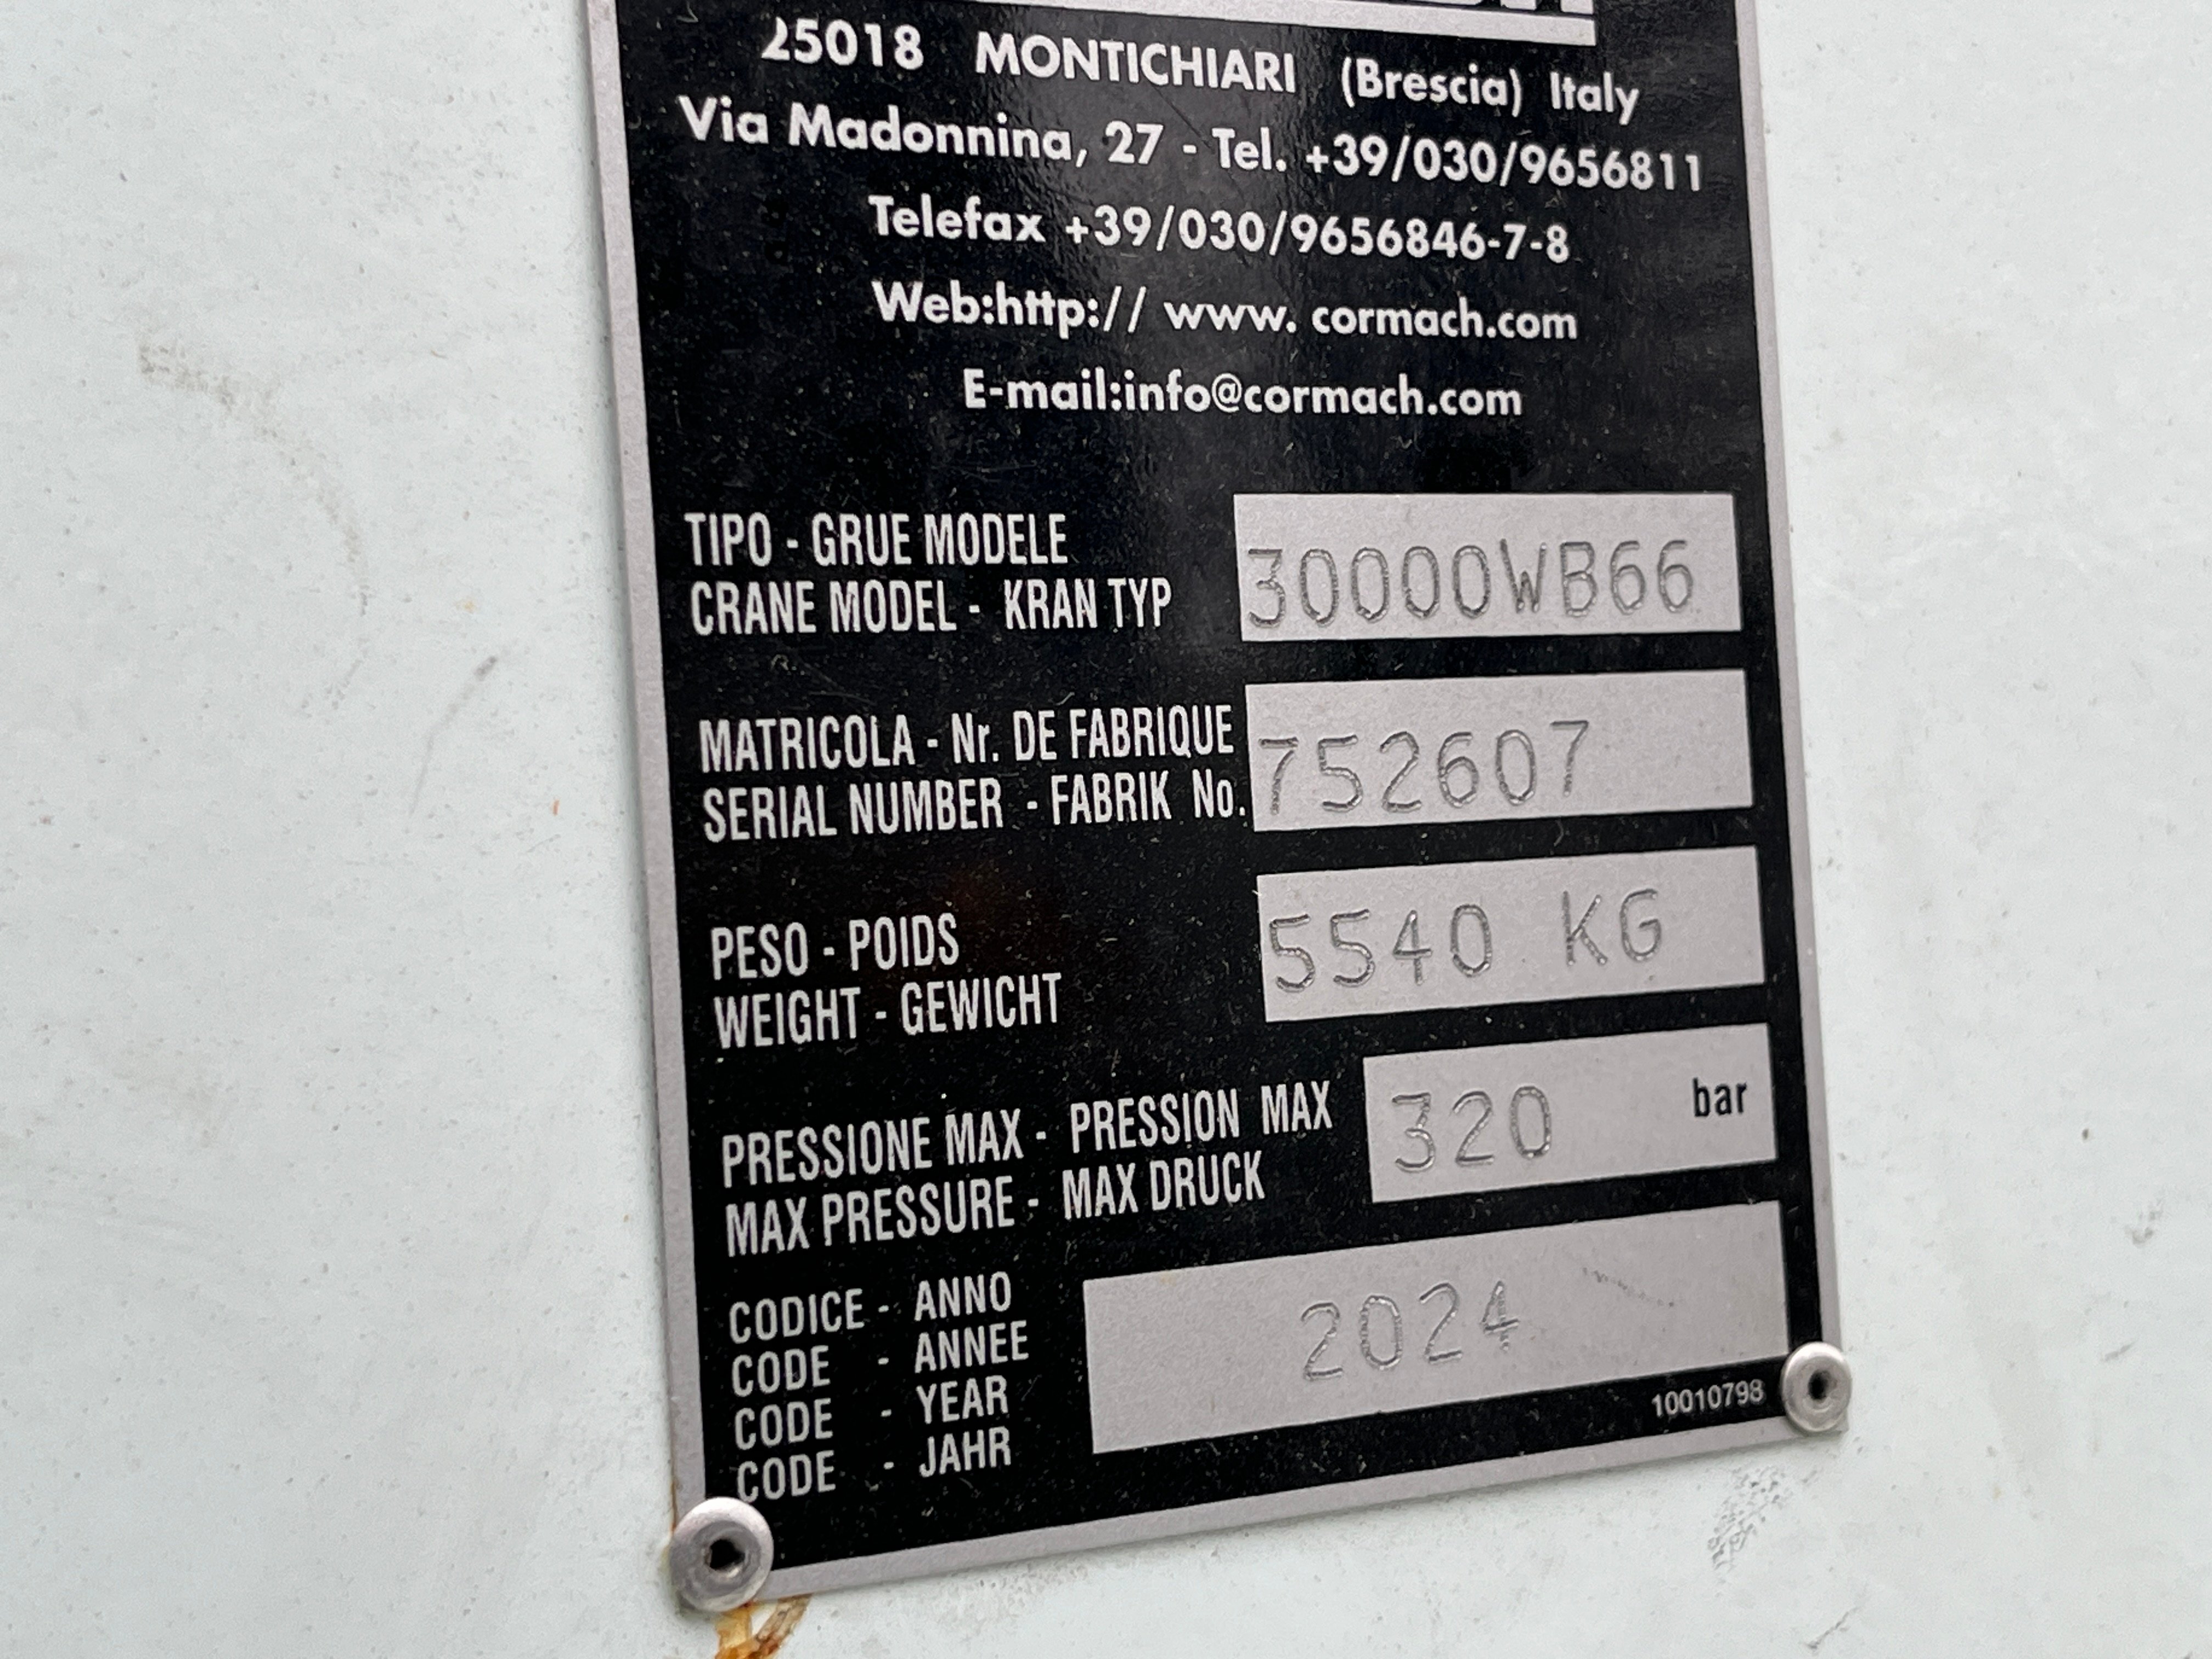 25018 MONTICHIARI (Brescia) Italy
Via Madonnina, 27 - Tel. +39/030/9656811
Telefax +39/030/9656846-7-8
Web:http:// www. cormach.com
E-mail:info@cormach.com
TIPO - GRUE MODELE
CRANE MODEL - KRAN TYP
30000WB66
MATRICOLA - Nr. DE FABRIQUE
SERIAL NUMBER - FABRIK No.
752607
PESO - POIDS
WEIGHT - GEWICHT
5540 KG
PRESSIONE MAX - PRESSION MAX
MAX PRESSURE - MAX DRUCK
320 bar
CODICE - ANNO
CODE - ANNEE
CODE - YEAR
CODE - JAHR
2024
10010798